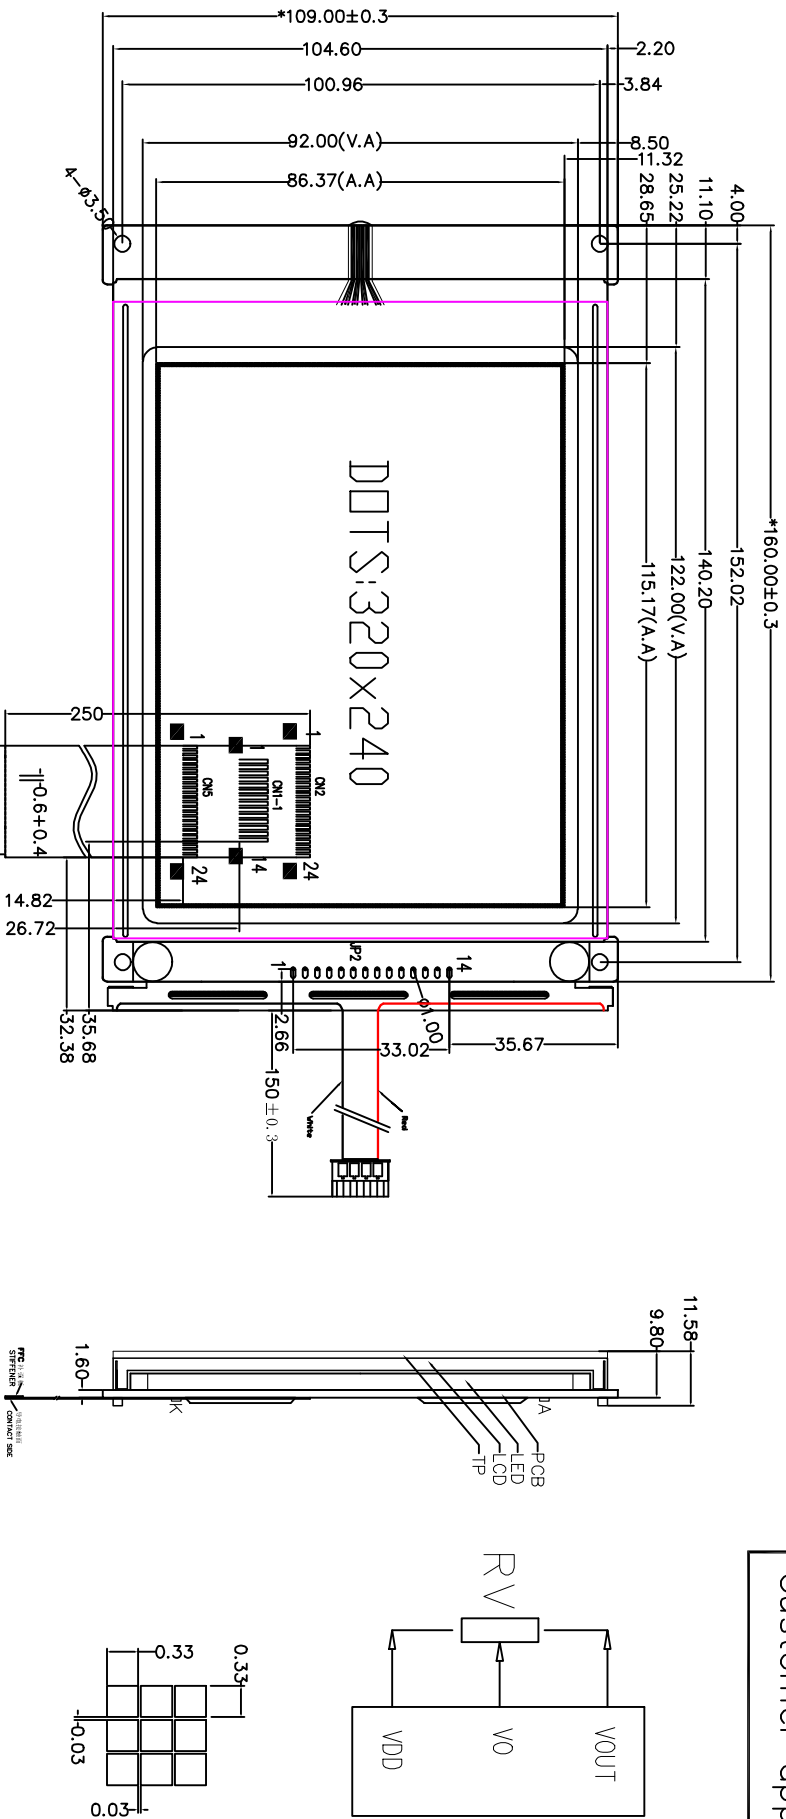 *109.00±0.3
104.60
2.20
100.96
3.84
92.00(V.A)
8.50
11.32
86.37(A.A)
28.65
25.22
11.10
4.00
4-ø3.50
*160.00±0.3
152.02
140.20
122.00(V.A)
115.17(A.A)
DOTS:320x240
250
1
1
1
CN5
CN1-1
CN2
0.6+0.4
24
14
24
14.82
26.72
JP2
1
14
ø1.00
32.38
35.68
2.66
33.02
35.67
150±0.3
White
Red
11.58
9.80
1.60
K
A
PCB
LED
LCD
TP
FFC
STIFFENER
CONTACT SIDE
RV
VDD
VO
VOUT
0.33
0.33
0.03
0.03